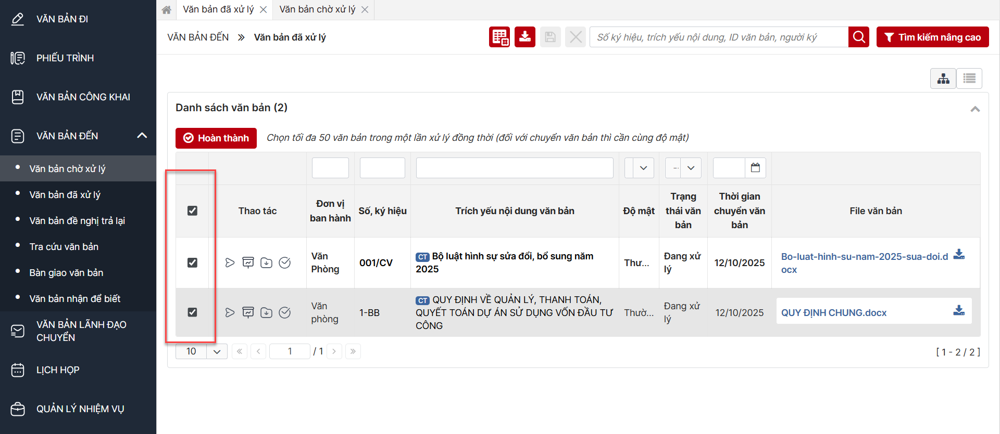 VĂN BẢN ĐI
PHIẾU TRÌNH
VĂN BẢN CÔNG KHAI
VĂN BẢN ĐẾN
Văn bản chờ xử lý
Văn bản đã xử lý
Văn bản đề nghị trả lại
Tra cứu văn bản
Bàn giao văn bản
Văn bản nhận để biết
VĂN BẢN LÃNH ĐẠO
CHUYỂN
LỊCH HỌP
QUẢN LÝ NHIỆM VỤ
Văn bản đã xử lý
Văn bản chờ xử lý
VĂN BẢN ĐẾN » Văn bản đã xử lý
Số ký hiệu, trích yếu nội dung, ID văn bản, người ký
Tìm kiếm nâng cao
Danh sách văn bản (2)
Hoàn thành
Chọn tối đa 50 văn bản trong một lần xử lý đồng thời (đối với chuyển văn bản thì cần cùng độ mật)
Thao tác
Đơn vị
ban hành
Số, ký hiệu
Trích yếu nội dung văn bản
Độ mật
Trạng
thái văn
bản
Thời gian
chuyển văn
bản
File văn bản
Văn
Phòng
001/CV
CT Bộ luật hình sự sửa đổi, bổ sung năm
2025
Thư...
Đang xử
lý
12/10/2025
Bo-luat-hinh-su-nam-2025-sua-doi.d
ocx
Văn
phòng
1-BB
CT QUY ĐỊNH VỀ QUẢN LÝ, THANH TOÁN,
QUYẾT TOÁN DỰ ÁN SỬ DỤNG VỐN ĐẦU TƯ
CÔNG
Thườ...
Đang xử
lý
12/10/2025
QUY ĐỊNH CHUNG.docx
10
« ‹ 1 / 1 › »
[ 1 - 2 / 2 ]